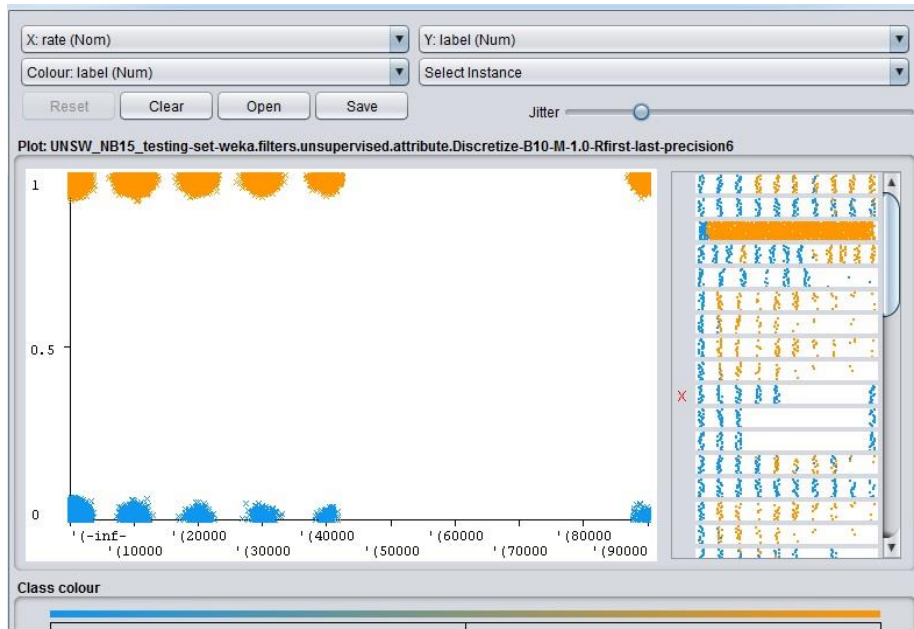 X: rate (Nom) Y: label (Num)
Colour: label (Num) Select Instance
Reset Clear Open Save Jitter
Plot: UNSW_NB15_testing-set-weka.filters.unsupervised.attribute.Discretize-B10-M-1.0-Rfirst-last-precision6
1
0.5
X
0
'(-inf- '(20000 '(40000 '(60000 '(80000
'(10000 '(30000 '(50000 '(70000 '(90000
Class colour